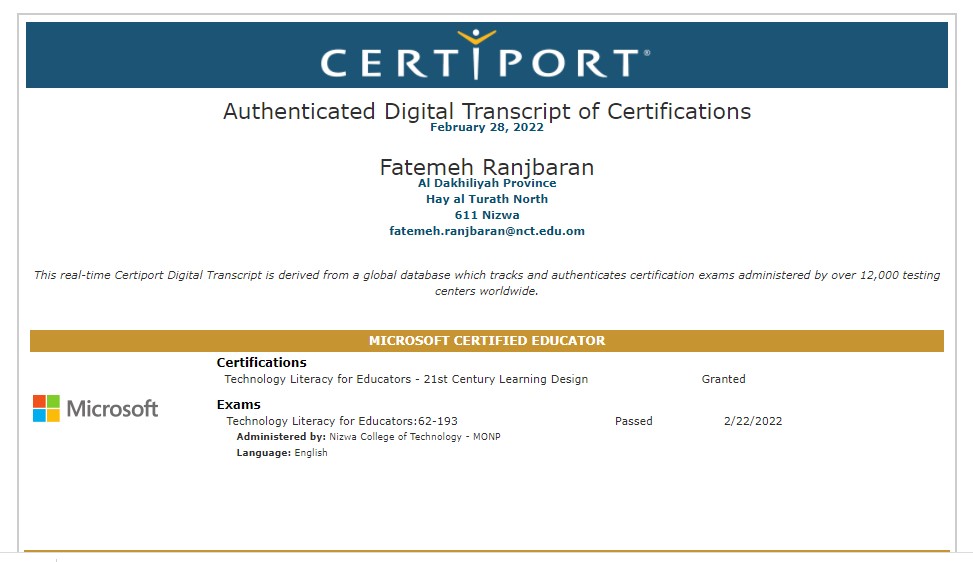 CERTIPORT®
Authenticated Digital Transcript of Certifications
February 28, 2022
Fatemeh Ranjbaran
Al Dakhiliyah Province
Hay al Turath North
611 Nizwa
fatemeh.ranjbaran@nct.edu.om
This real-time Certiport Digital Transcript is derived from a global database which tracks and authenticates certification exams administered by over 12,000 testing
centers worldwide.
MICROSOFT CERTIFIED EDUCATOR
Microsoft
Certifications
Technology Literacy for Educators - 21st Century Learning Design Granted
Exams
Technology Literacy for Educators:62-193 Passed 2/22/2022
Administered by: Nizwa College of Technology - MONP
Language: English